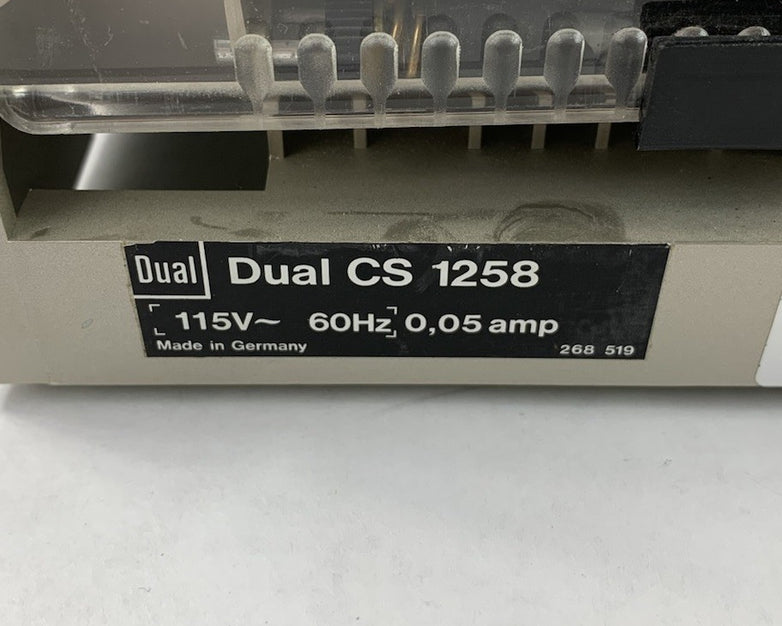 Dual Dual CS 1258
115V~ 60Hz 0,05 amp
Made in Germany 268 519